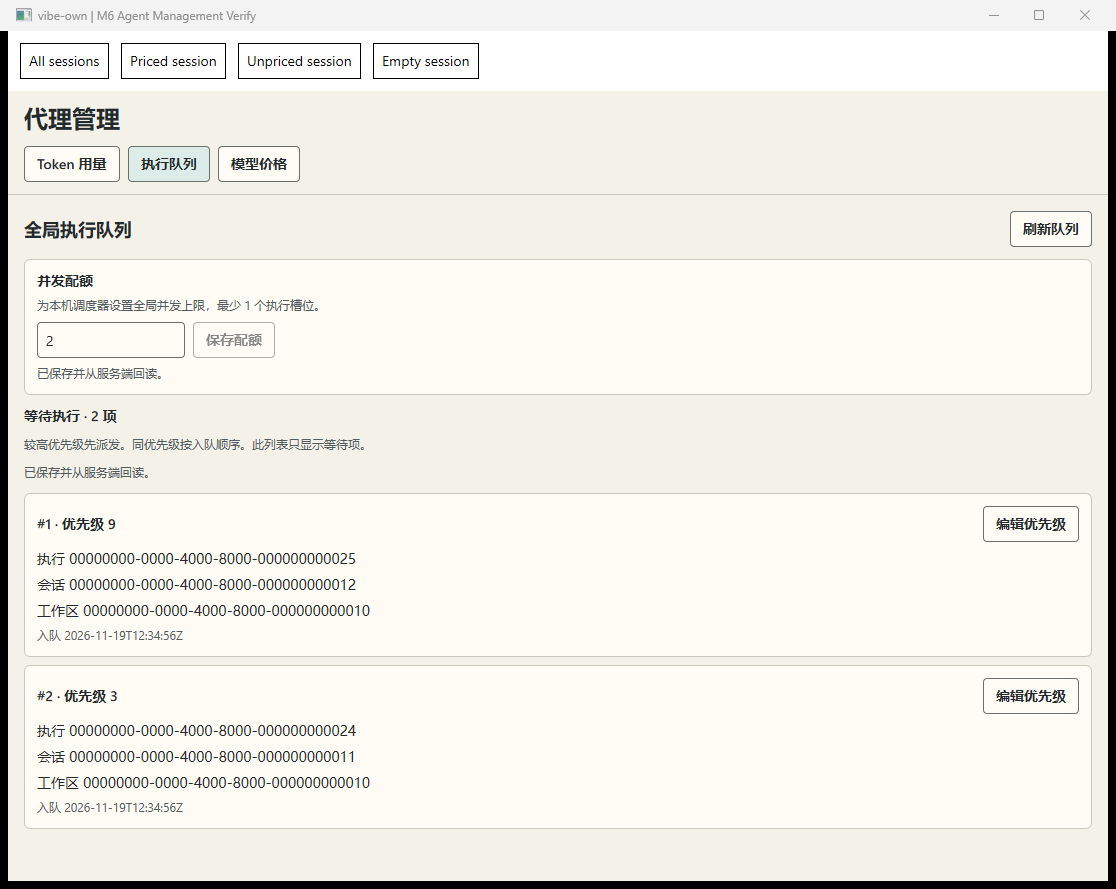 vibe-own | M6 Agent Management Verify
All sessions Priced session Unpriced session Empty session
代理管理
Token 用量 执行队列 模型价格
全局执行队列 刷新队列
并发配额
为本机调度器设置全局并发上限，最少 1 个执行槽位。
2 保存配额
已保存并从服务端回读。
等待执行 · 2 项
较高优先级先派发。同优先级按入队顺序。此列表只显示等待项。
已保存并从服务端回读。
#1 · 优先级 9 编辑优先级
执行 00000000-0000-4000-8000-000000000025
会话 00000000-0000-4000-8000-000000000012
工作区 00000000-0000-4000-8000-000000000010
入队 2026-11-19T12:34:56Z
#2 · 优先级 3 编辑优先级
执行 00000000-0000-4000-8000-000000000024
会话 00000000-0000-4000-8000-000000000011
工作区 00000000-0000-4000-8000-000000000010
入队 2026-11-19T12:34:56Z